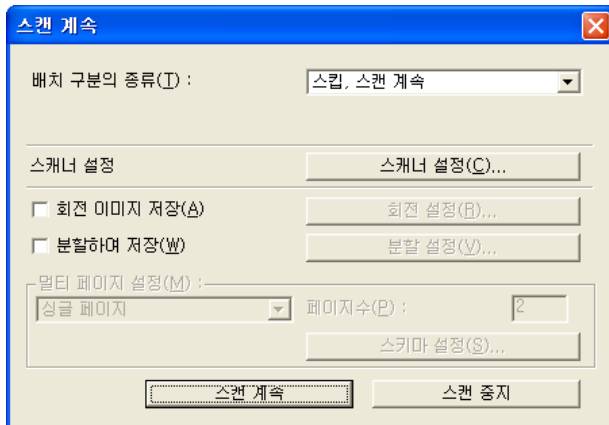 스캔 계속
배치 구분의 종류(T) : 스킵, 스캔 계속
스캐너 설정 스캐너 설정(C)...
회전 이미지 저장(A) 회전 설정(R)...
분할하여 저장(W) 분할 설정(V)...
멀티 페이지 설정(M) :
싱글 페이지 페이지수(P) : 2
스키마 설정(S)...
스캔 계속 스캔 중지